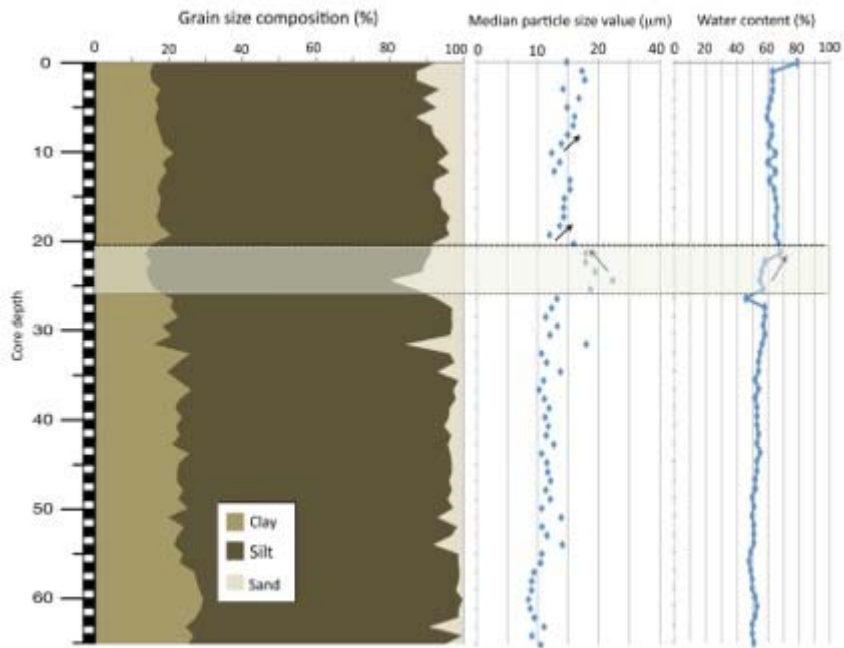 Grain size composition (%)
Median particle size value (μm)
Water content (%)
0 20 40 60 80 100
0 10 20 40
0 20 40 60 80 100
0
10
20
30
40
50
60
Core depth
Clay
Silt
Sand